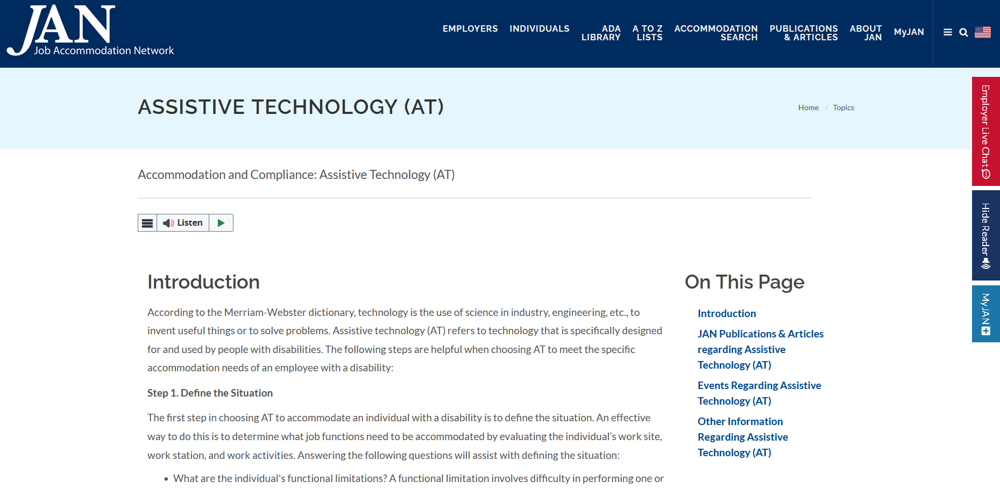 JAN
Job Accommodation Network
EMPLOYERS
INDIVIDUALS
ADA
LIBRARY
A TO Z
LISTS
ACCOMMODATION
SEARCH
PUBLICATIONS
& ARTICLES
ABOUT
JAN
MyJAN
ASSISTIVE TECHNOLOGY (AT)
Home / Topics
Employer Live Chat
Hide Reader
MyJAN
Accommodation and Compliance: Assistive Technology (AT)
Listen
Introduction
According to the Merriam-Webster dictionary, technology is the use of science in industry, engineering, etc., to
invent useful things or to solve problems. Assistive technology (AT) refers to technology that is specifically designed
for and used by people with disabilities. The following steps are helpful when choosing AT to meet the specific
accommodation needs of an employee with a disability:
Step 1. Define the Situation
The first step in choosing AT to accommodate an individual with a disability is to define the situation. An effective
way to do this is to determine what job functions need to be accommodated by evaluating the individual’s work site,
work station, and work activities. Answering the following questions will assist with defining the situation:
• What are the individual's functional limitations? A functional limitation involves difficulty in performing one or
On This Page
Introduction
JAN Publications & Articles
regarding Assistive
Technology (AT)
Events Regarding Assistive
Technology (AT)
Other Information
Regarding Assistive
Technology (AT)